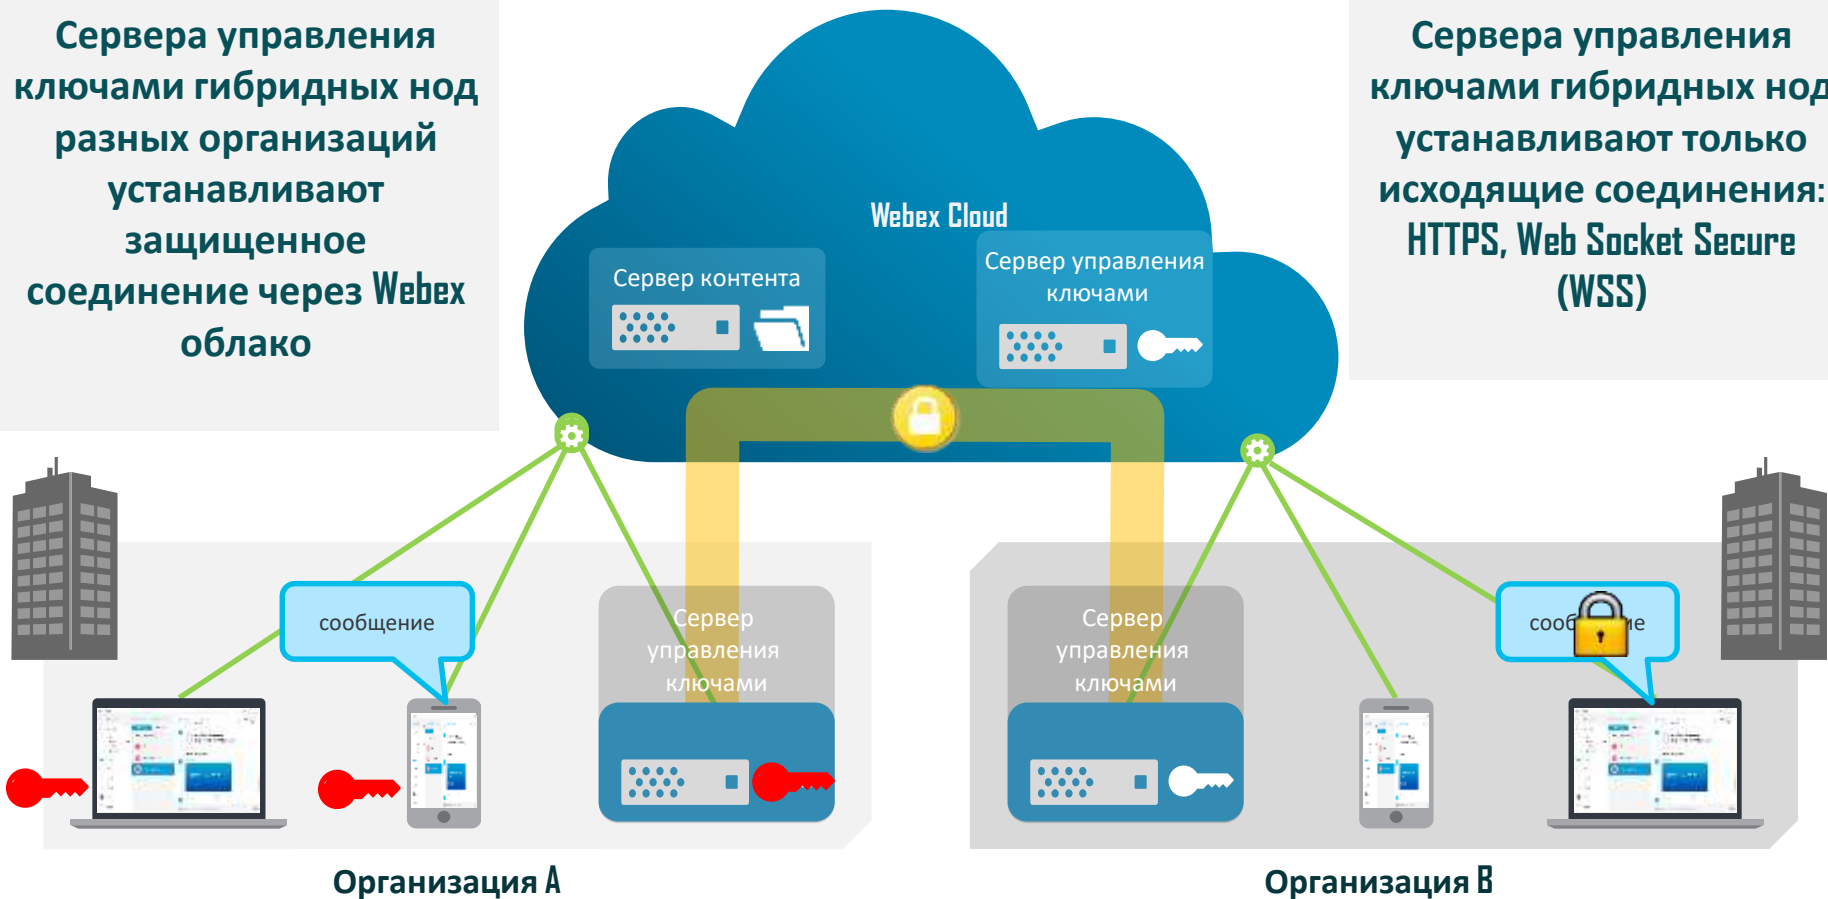 Сервера управления
ключами гибридных нод
разных организаций
устанавливают
защищенное
соединение через Webex
облако
Webex Cloud
Сервер контента
Сервер управления
ключами
Сервера управления
ключами гибридных нод
устанавливают только
исходящие соединения:
HTTPS, Web Socket Secure
(WSS)
сообщение
Сервер
управления
ключами
Сервер
управления
ключами
Организация A
Организация B